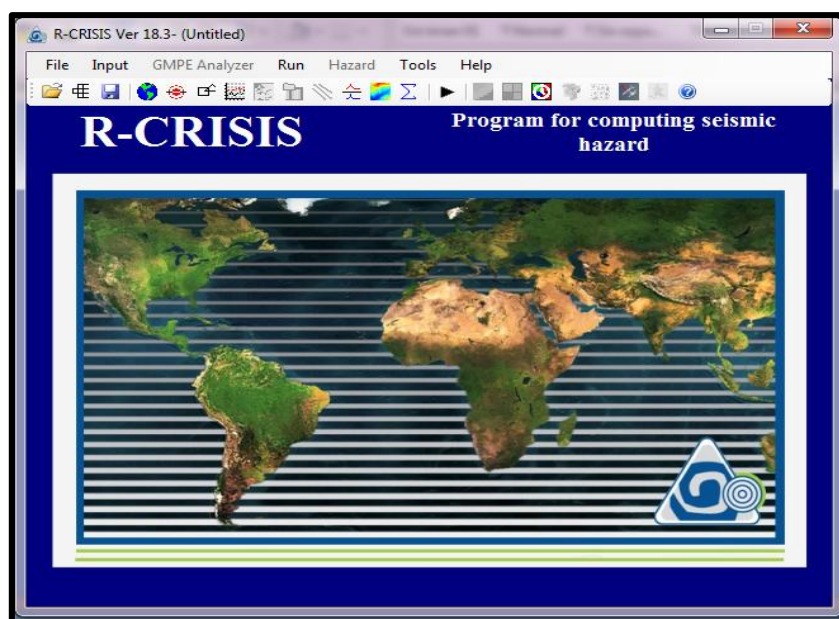 R-CRISIS Ver 18.3- (Untitled)
File Input GMPE Analyzer Run Hazard Tools Help
R-CRISIS
Program for computing seismic
hazard